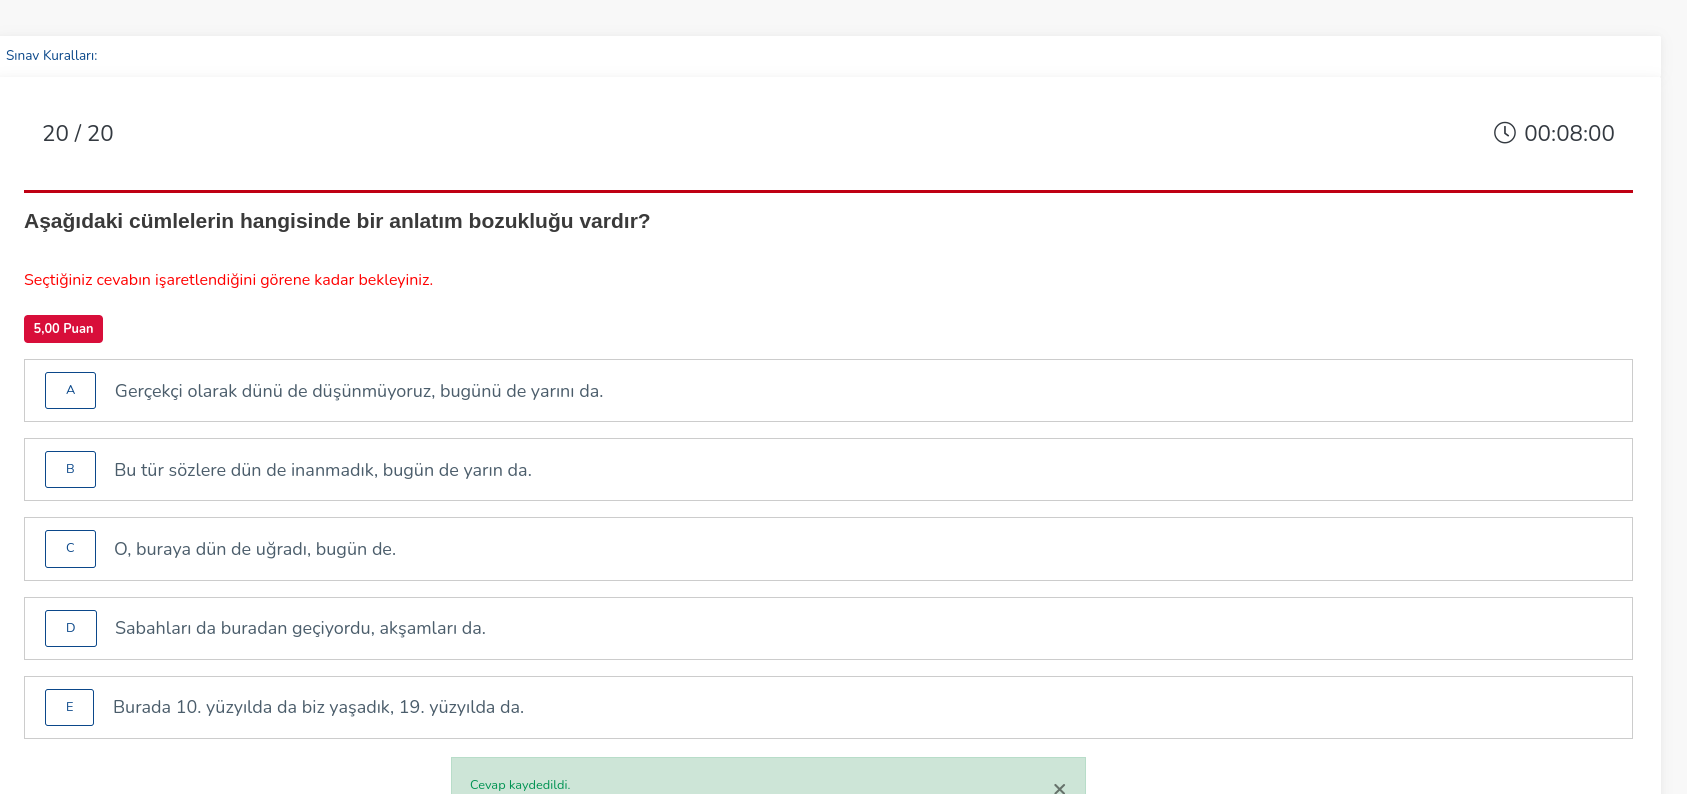 Sınav Kuralları:
20 / 20
00:08:00
Aşağıdaki cümlelerin hangisinde bir anlatım bozukluğu vardır?
Seçtiğiniz cevabın işaretlendiğini görene kadar bekleyiniz.
5,00 Puan
A Gerçekçi olarak dünü de düşünmüyoruz, bugünü de yarını da.
B Bu tür sözlere dün de inanmadık, bugün de yarın da.
C O, buraya dün de uğradı, bugün de.
D Sabahları da buradan geçiyordu, akşamları da.
E Burada 10. yüzyılda da biz yaşadık, 19. yüzyılda da.
Cevap kaydedildi. ×